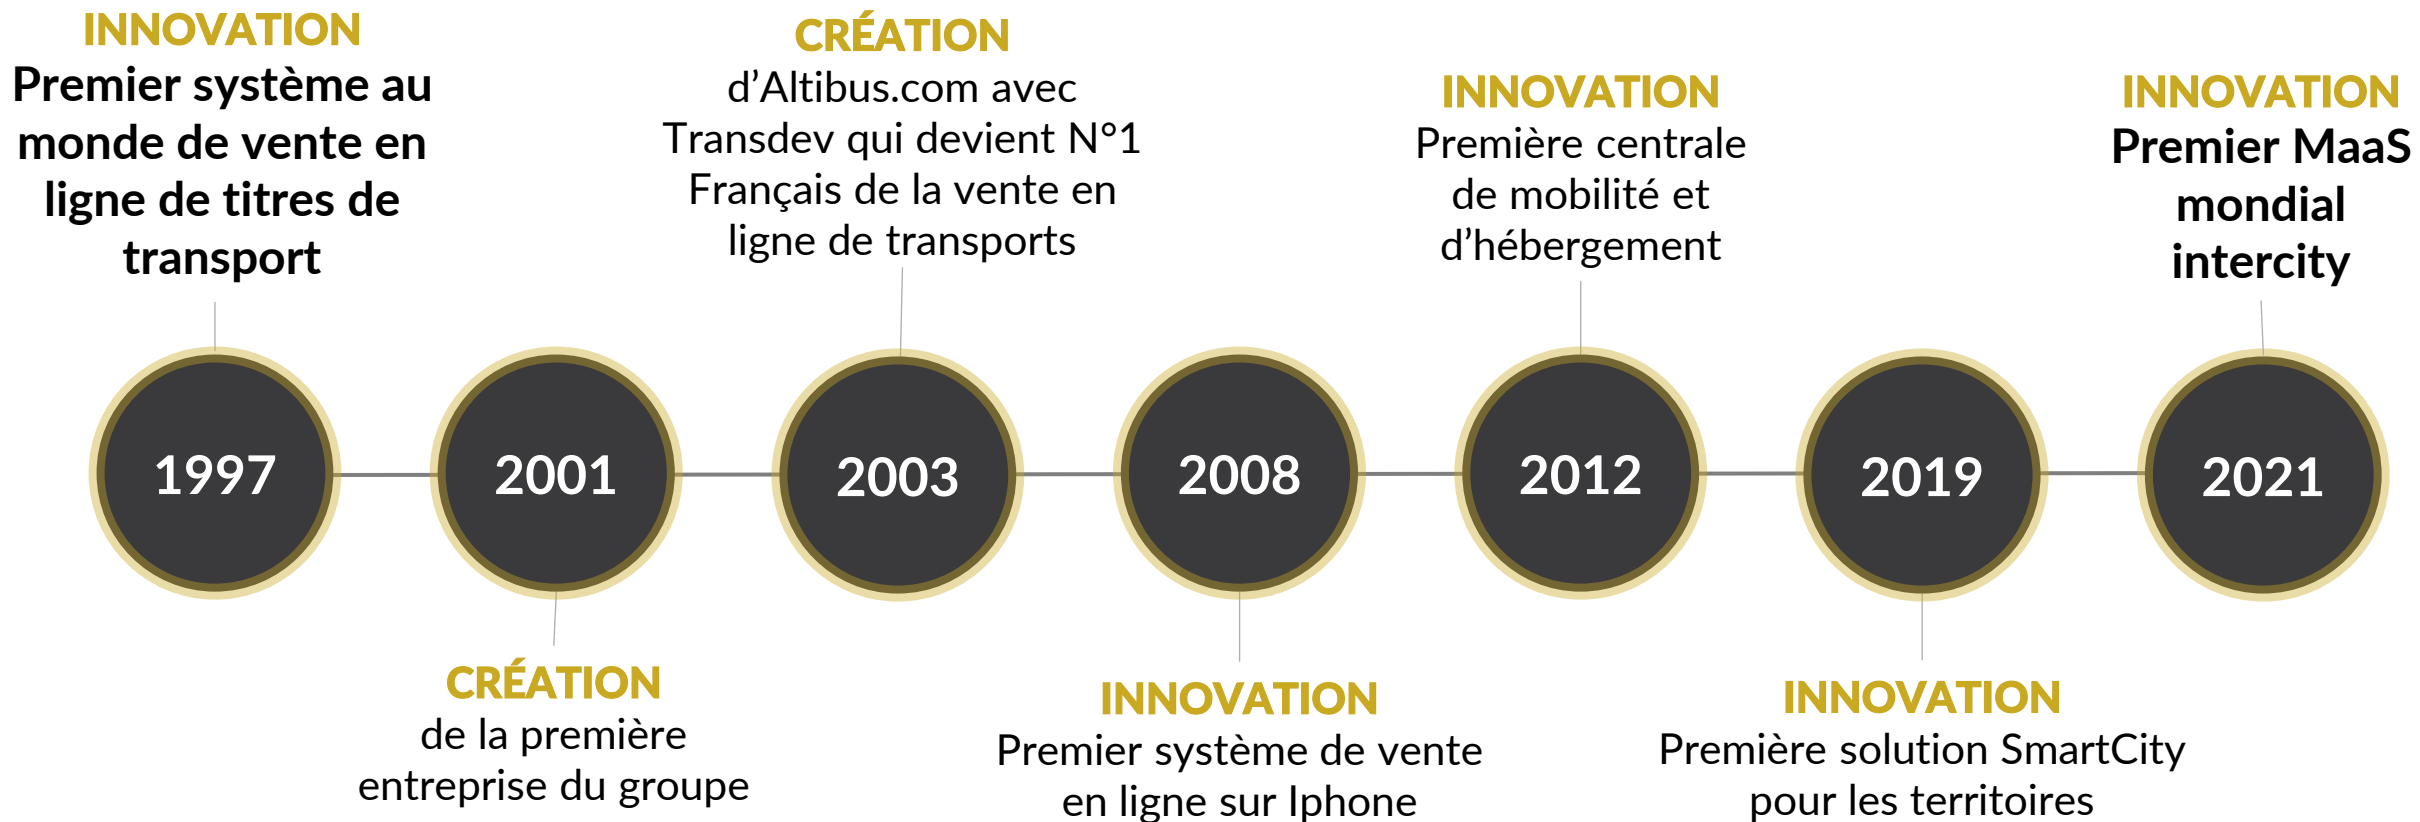 INNOVATION
Premier système au
monde de vente en
ligne de titres de
transport
CRÉATION
d’Altibus.com avec
Transdev qui devient N°1
Français de la vente en
ligne de transports
INNOVATION
Première centrale
de mobilité et
d’hébergement
INNOVATION
Premier MaaS
mondial
intercity
1997
2001
2003
2008
2012
2019
2021
CRÉATION
de la première
entreprise du groupe
INNOVATION
Premier système de vente
en ligne sur Iphone
INNOVATION
Première solution SmartCity
pour les territoires